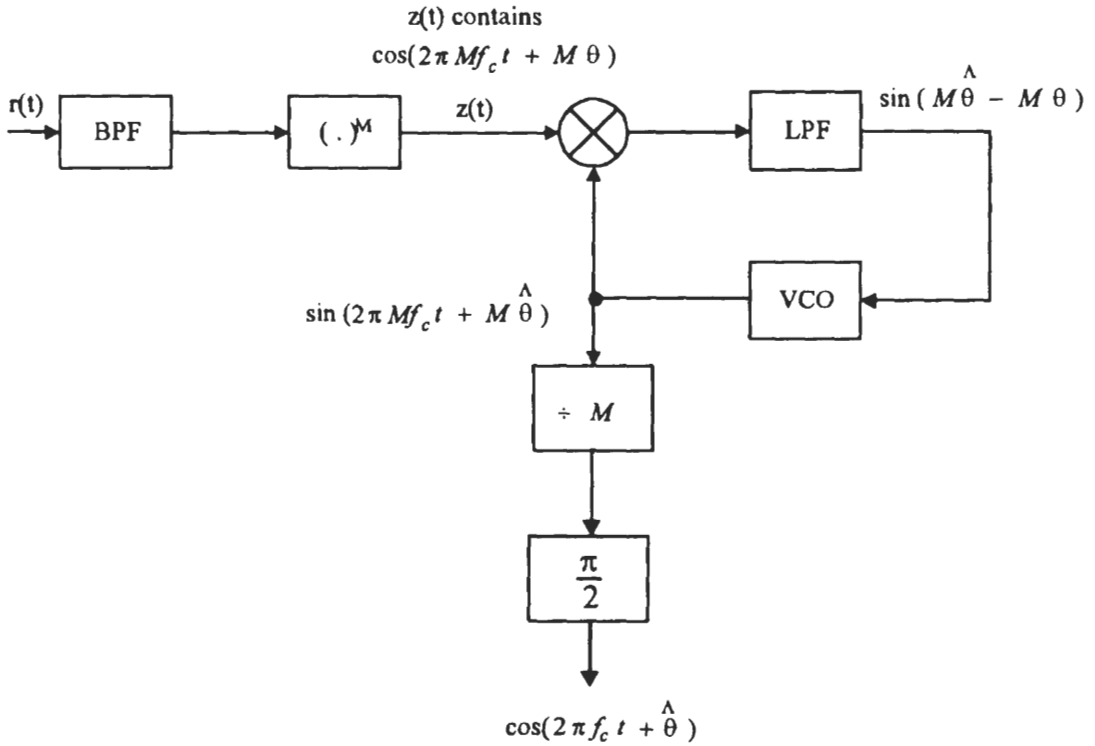 z(t) contains
cos(2π Mf_c t + M θ)
r(t)
BPF
( . )^M
z(t)
LPF
sin ( M θ̂ − M θ )
VCO
sin (2π Mf_c t + M θ̂ )
÷ M
π
2
cos(2π f_c t + θ̂ )